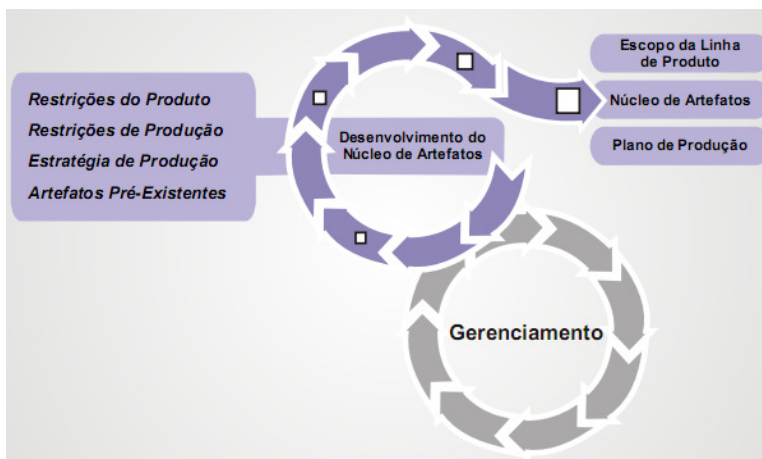 Restrições do Produto
Restrições de Produção
Estratégia de Produção
Artefatos Pré-Existentes
Desenvolvimento do
Núcleo de Artefatos
Escopo da Linha
de Produto
Núcleo de Artefatos
Plano de Produção
Gerenciamento